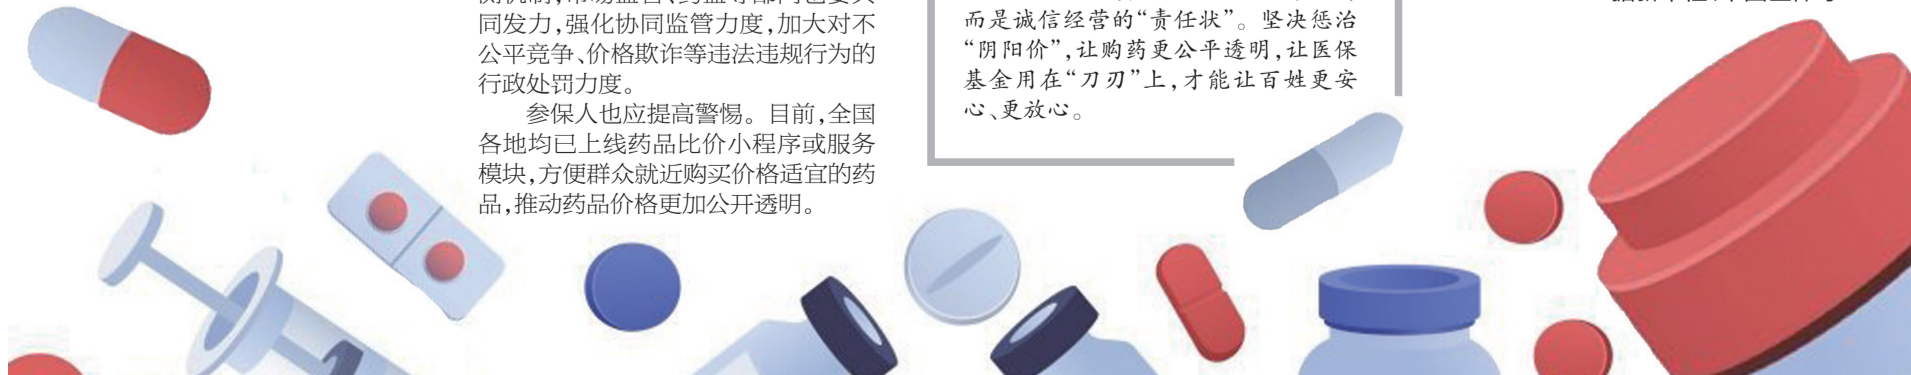 同发力,强化协同监管力度,加大对不
公平竞争、价格欺诈等违法违规行为的
行政处罚力度。
参保人也应提高警惕。目前,全国
各地均已上线药品比价小程序或服务
模块,方便群众就近购买价格适宜的药
品,推动药品价格更加公开透明。
而是诚信经营的“责任状”。坚决惩治
“阴阳价”,让购药更公平透明,让医保
基金用在“刀刃”上,才能让百姓更安
心、更放心。